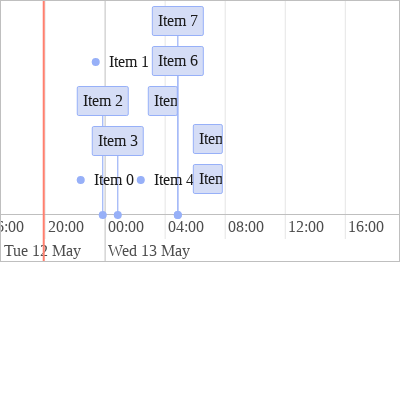 Item 7
Item 1
Item 6
Item 2
Item 3
Item 0
Item 4
20:00
00:00
04:00
08:00
12:00
16:00
Tue 12 May
Wed 13 May